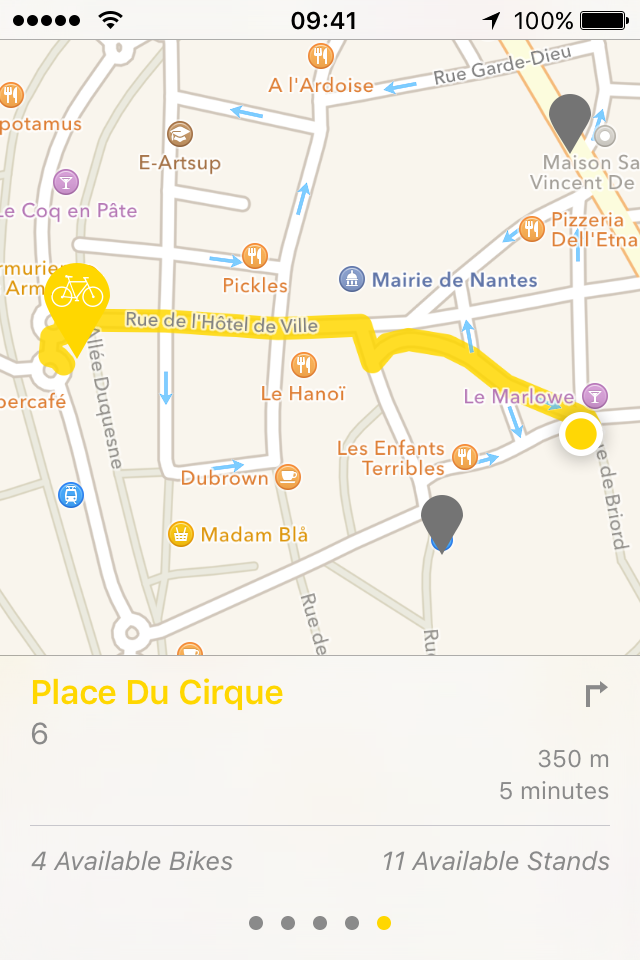 09:41
100%
Rue Garde-Dieu
A l'Ardoise
potamus
E-Artsup
Maison Sa
Vincent De
Le Coq en Pâte
Pizzeria
Dell'Etna
rmurier
Arm
Pickles
Mairie de Nantes
Rue de l'Hôtel de Ville
Allée Duquesne
Le Hanoï
Le Marlowe
percafé
Les Enfants
Terribles
Dubrown
e de Briord
Madam Blå
Rue de
Rue
Place Du Cirque
6
350 m
5 minutes
4 Available Bikes
11 Available Stands